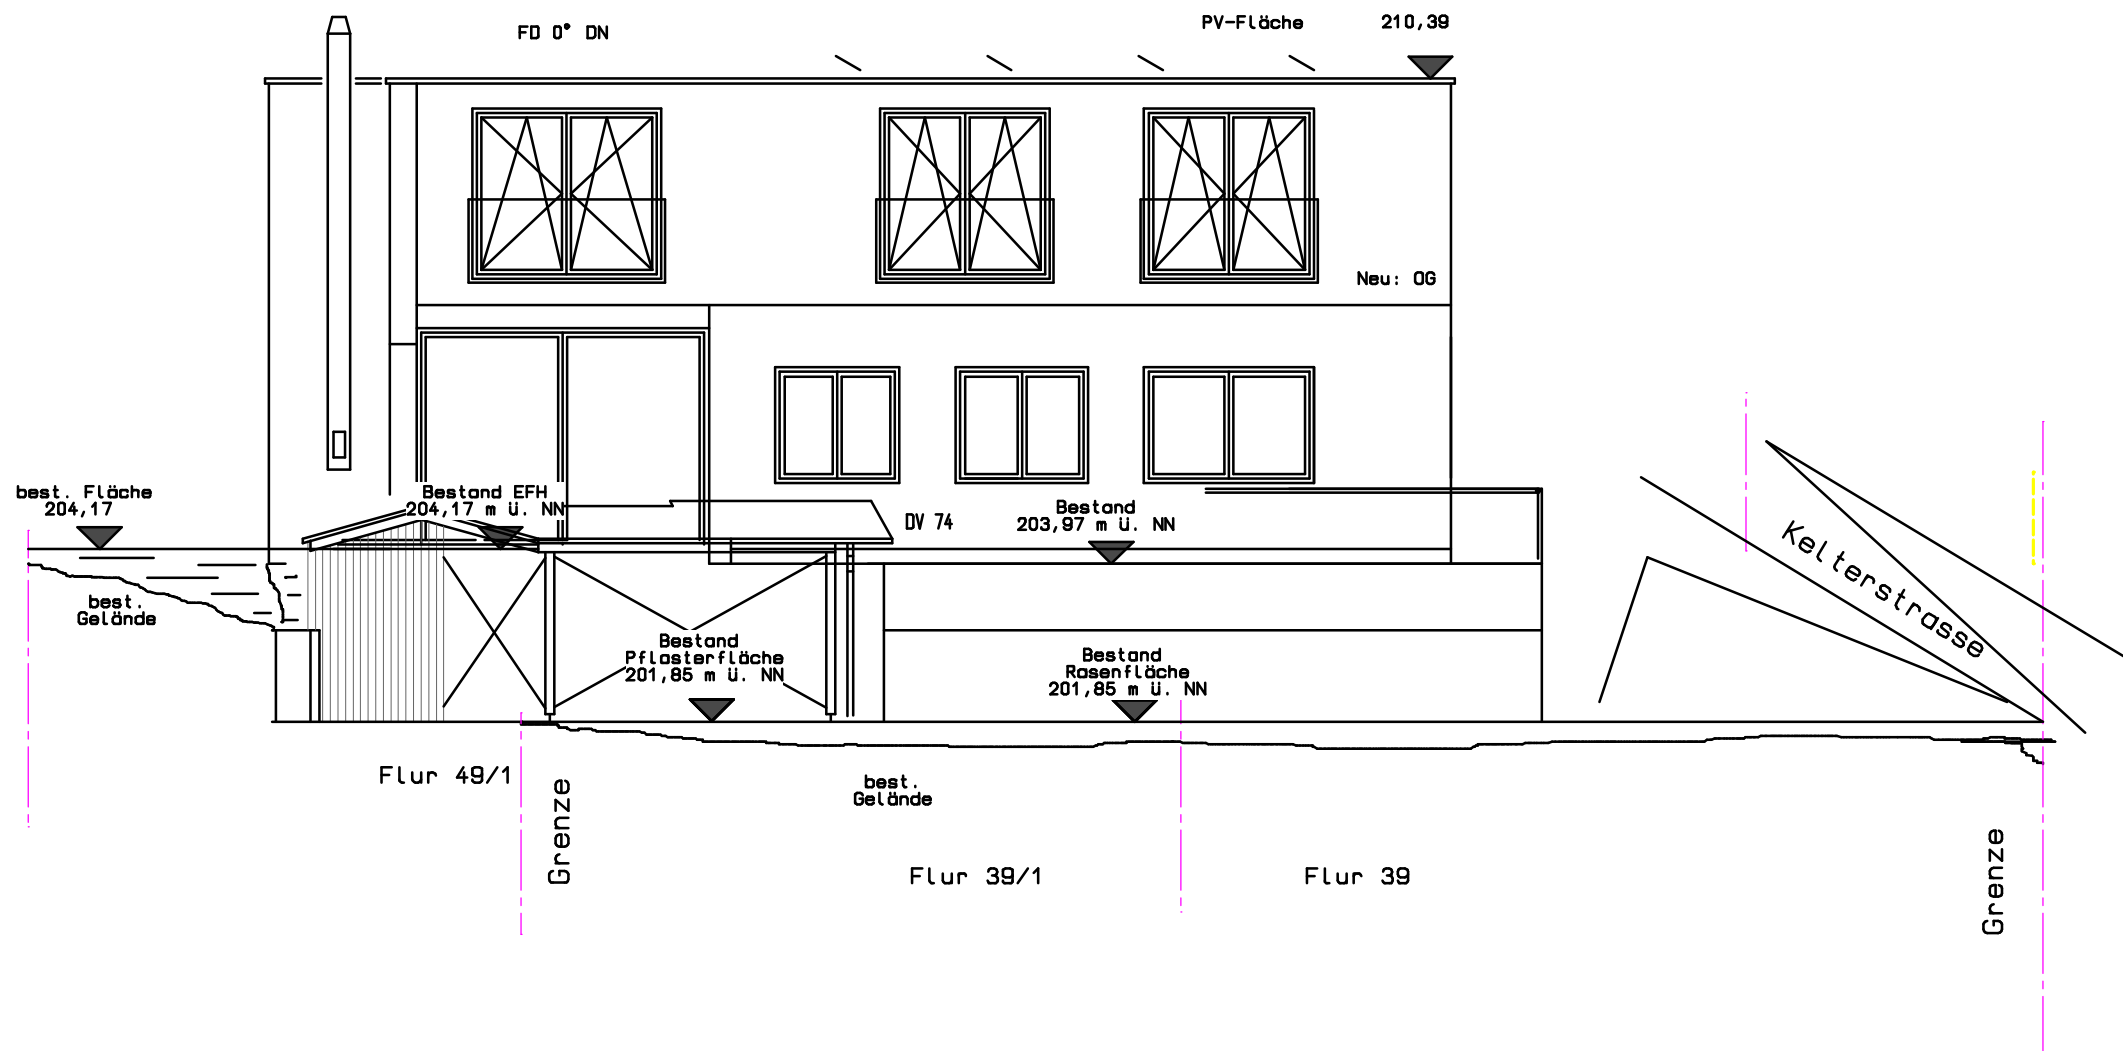 FD 0° DN
PV-Fläche
210,39
Neu: OG
best. Fläche
204,17
Bestand EFH
204,17 m ü. NN
DV 74
Bestand
203,97 m ü. NN
best.
Gelände
Bestand
Pflasterfläche
201,85 m ü. NN
Bestand
Rasenfläche
201,85 m ü. NN
Kelterstrasse
Flur 49/1
Grenze
best.
Gelände
Flur 39/1
Flur 39
Grenze